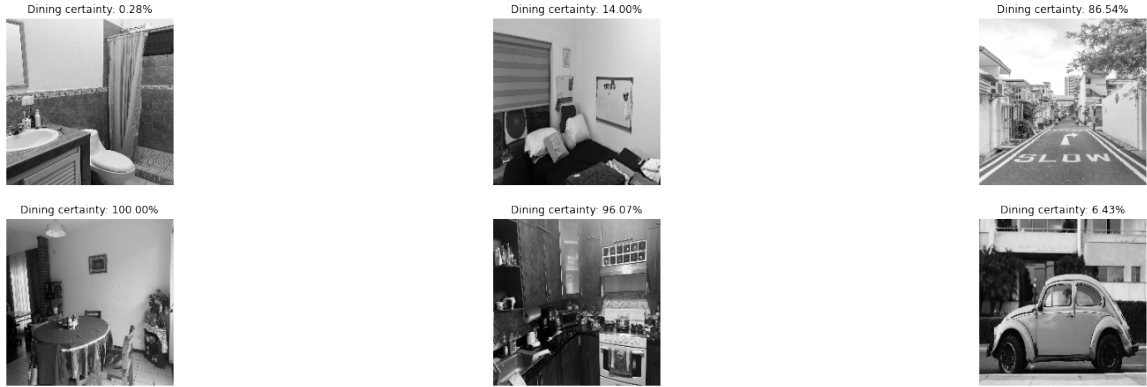 Dining certainty: 0.28%
Dining certainty: 14.00%
Dining certainty: 86.54%
SLOW
Dining certainty: 100.00%
Dining certainty: 96.07%
Dining certainty: 6.43%